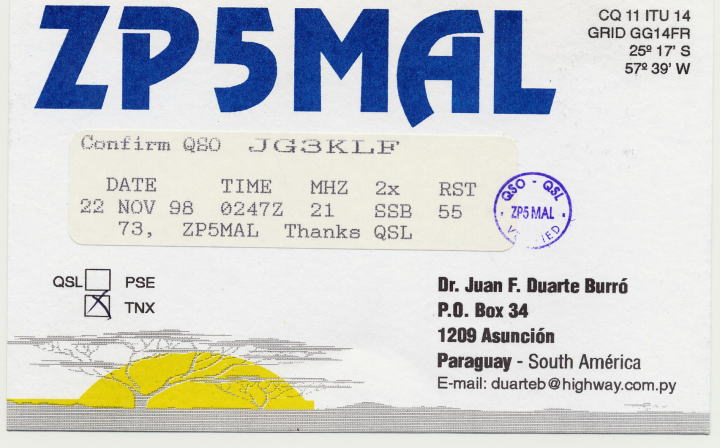 ZP5MAL
CQ 11 ITU 14
GRID GG14FR
25º 17' S
57º 39' W
Confirm QSO JG3KLF
DATE TIME MHZ 2x RST
22 NOV 98 0247Z 21 SSB 55
73, ZP5MAL Thanks QSL
QSO - QSL
- ZP5MAL -
QSL PSE
TNX
Dr. Juan F. Duarte Burró
P.O. Box 34
1209 Asunción
Paraguay - South América
E-mail: duarteb@highway.com.py